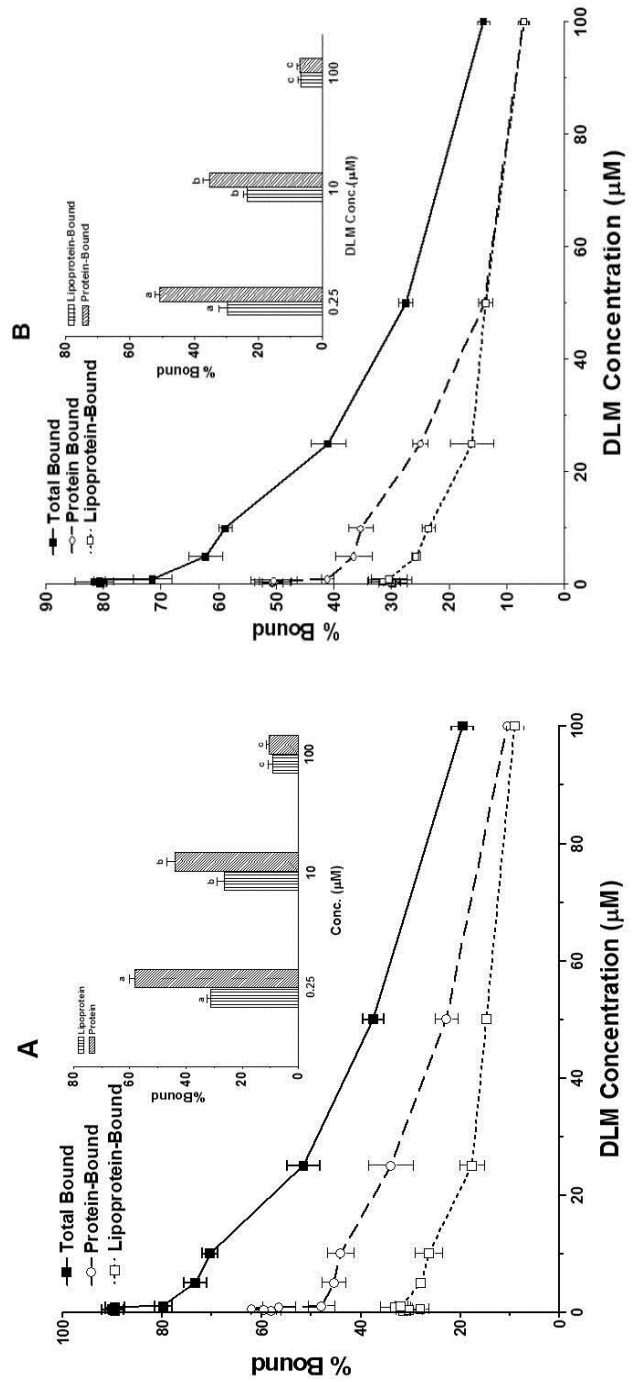 A
Total Bound
Protein-Bound
Lipoprotein-Bound
% Bound
100
80
60
40
20
0
0
20
40
60
80
100
DLM Concentration (µM)
Lipoprotein
Protein
% Bound
80
60
40
20
0
a
a
b
b
c
c
0.25
10
100
Conc. (µM)
B
Total Bound
Protein Bound
Lipoprotein-Bound
% Bound
90
80
70
60
50
40
30
20
10
0
0
20
40
60
80
100
DLM Concentration (µM)
Lipoprotein-Bound
Protein-Bound
% Bound
80
60
40
20
0
a
a
b
b
c
c
0.25
10
100
DLM Conc.(µM)